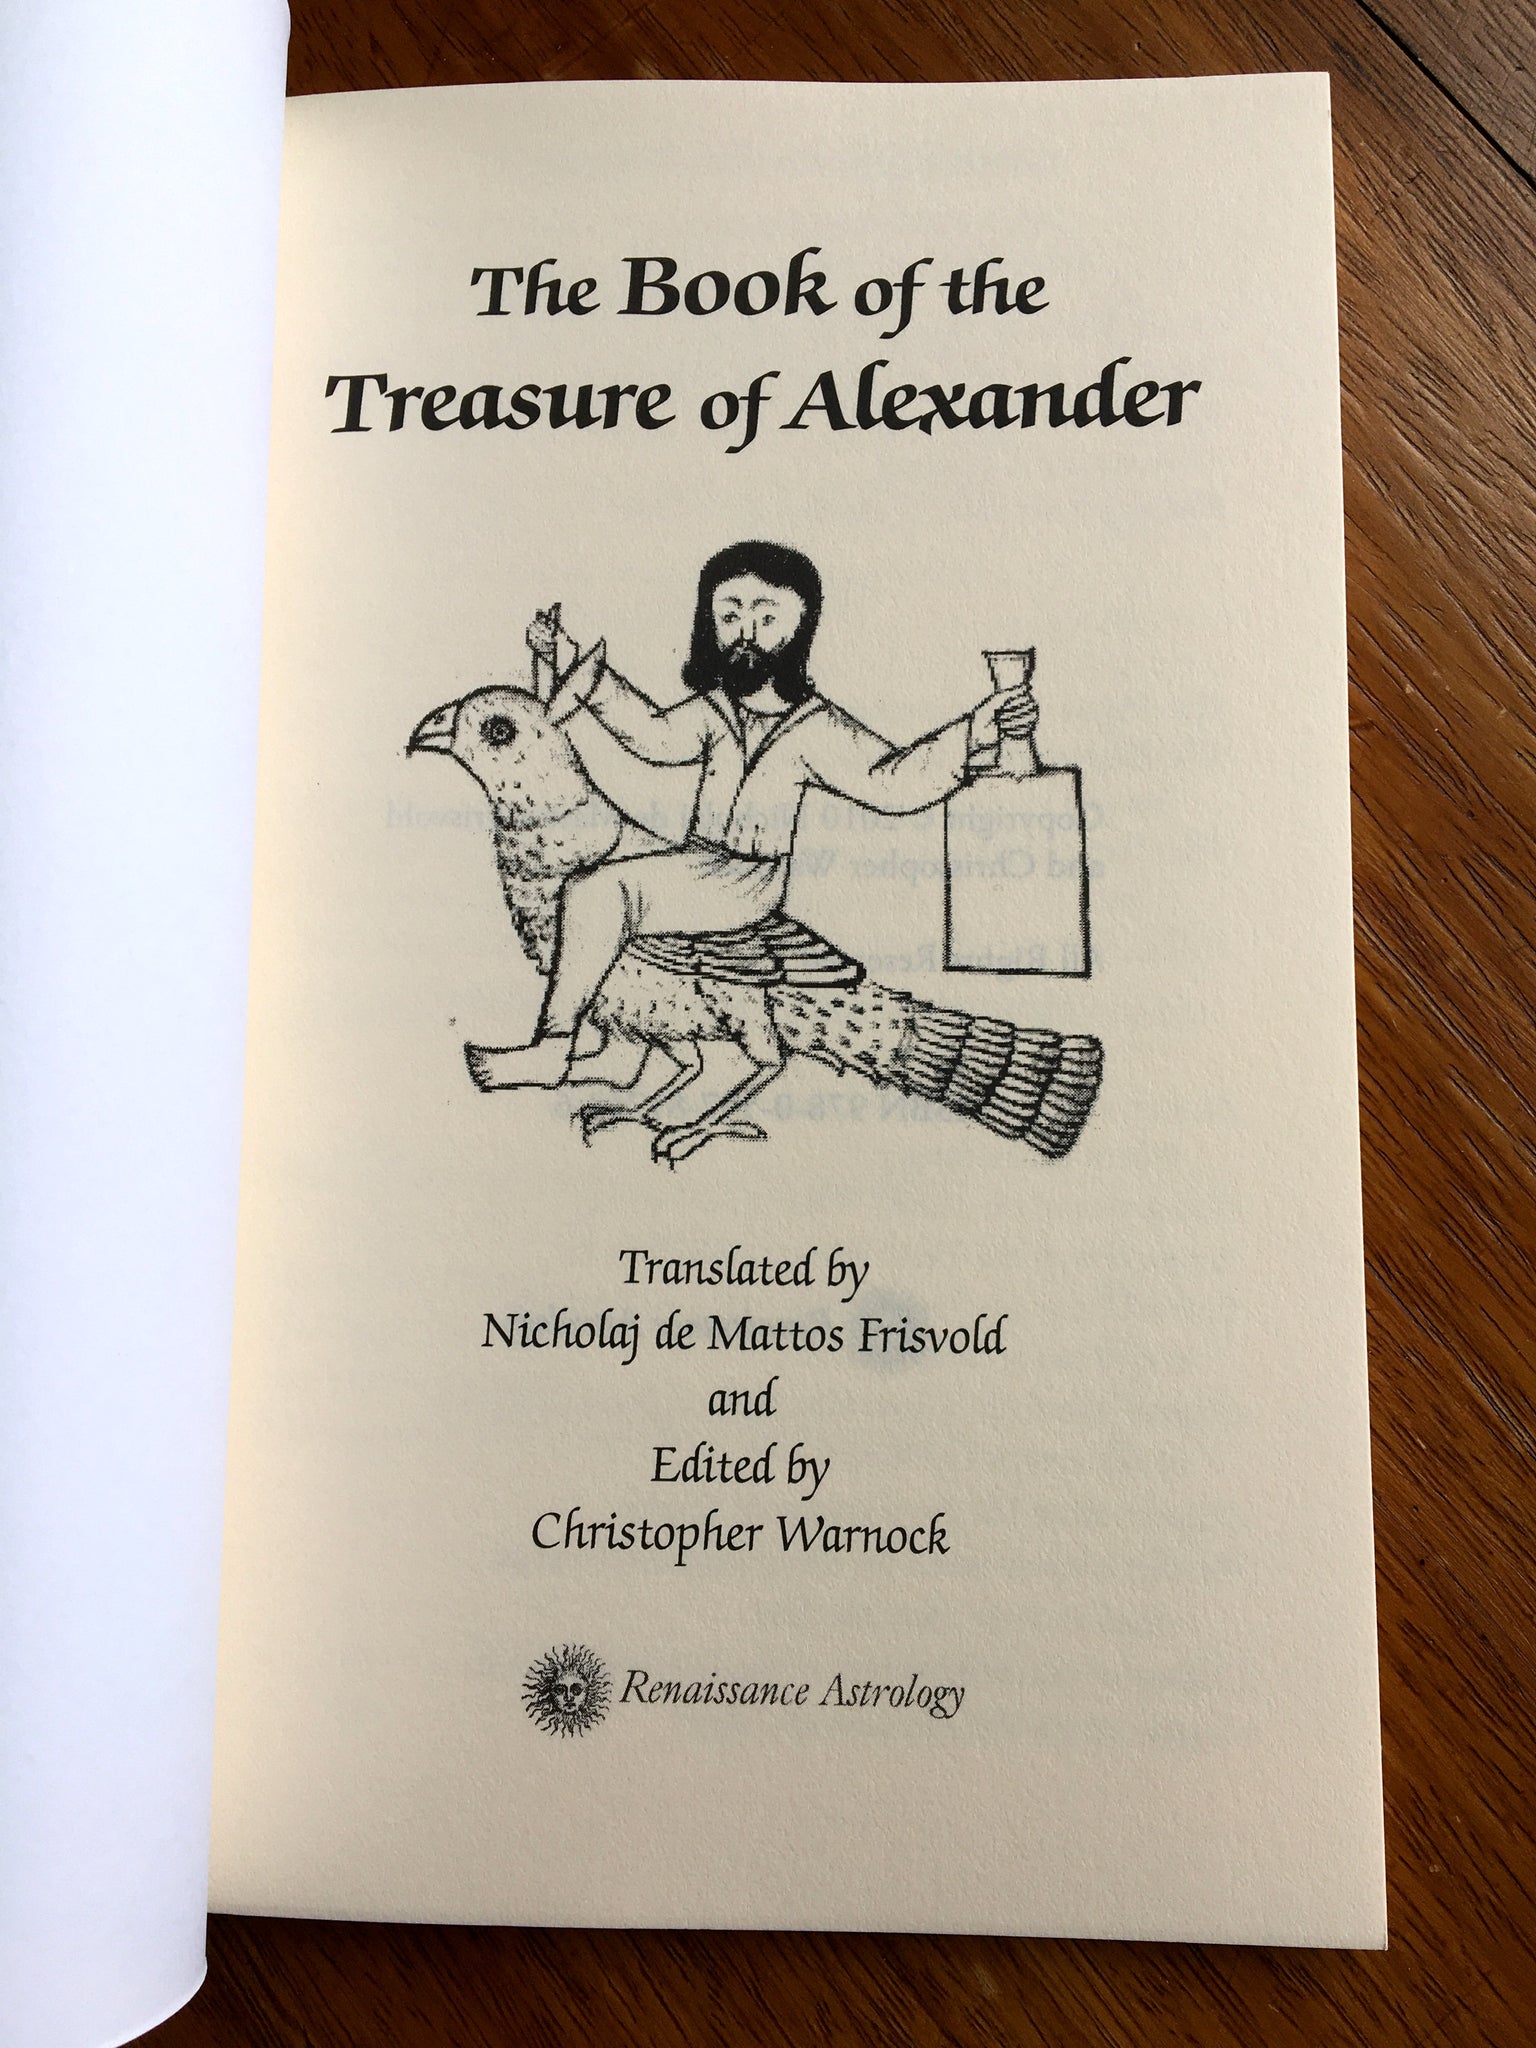 The Book of the
Treasure of Alexander
Translated by
Nicholaj de Mattos Frisvold
and
Edited by
Christopher Warnock
Renaissance Astrology